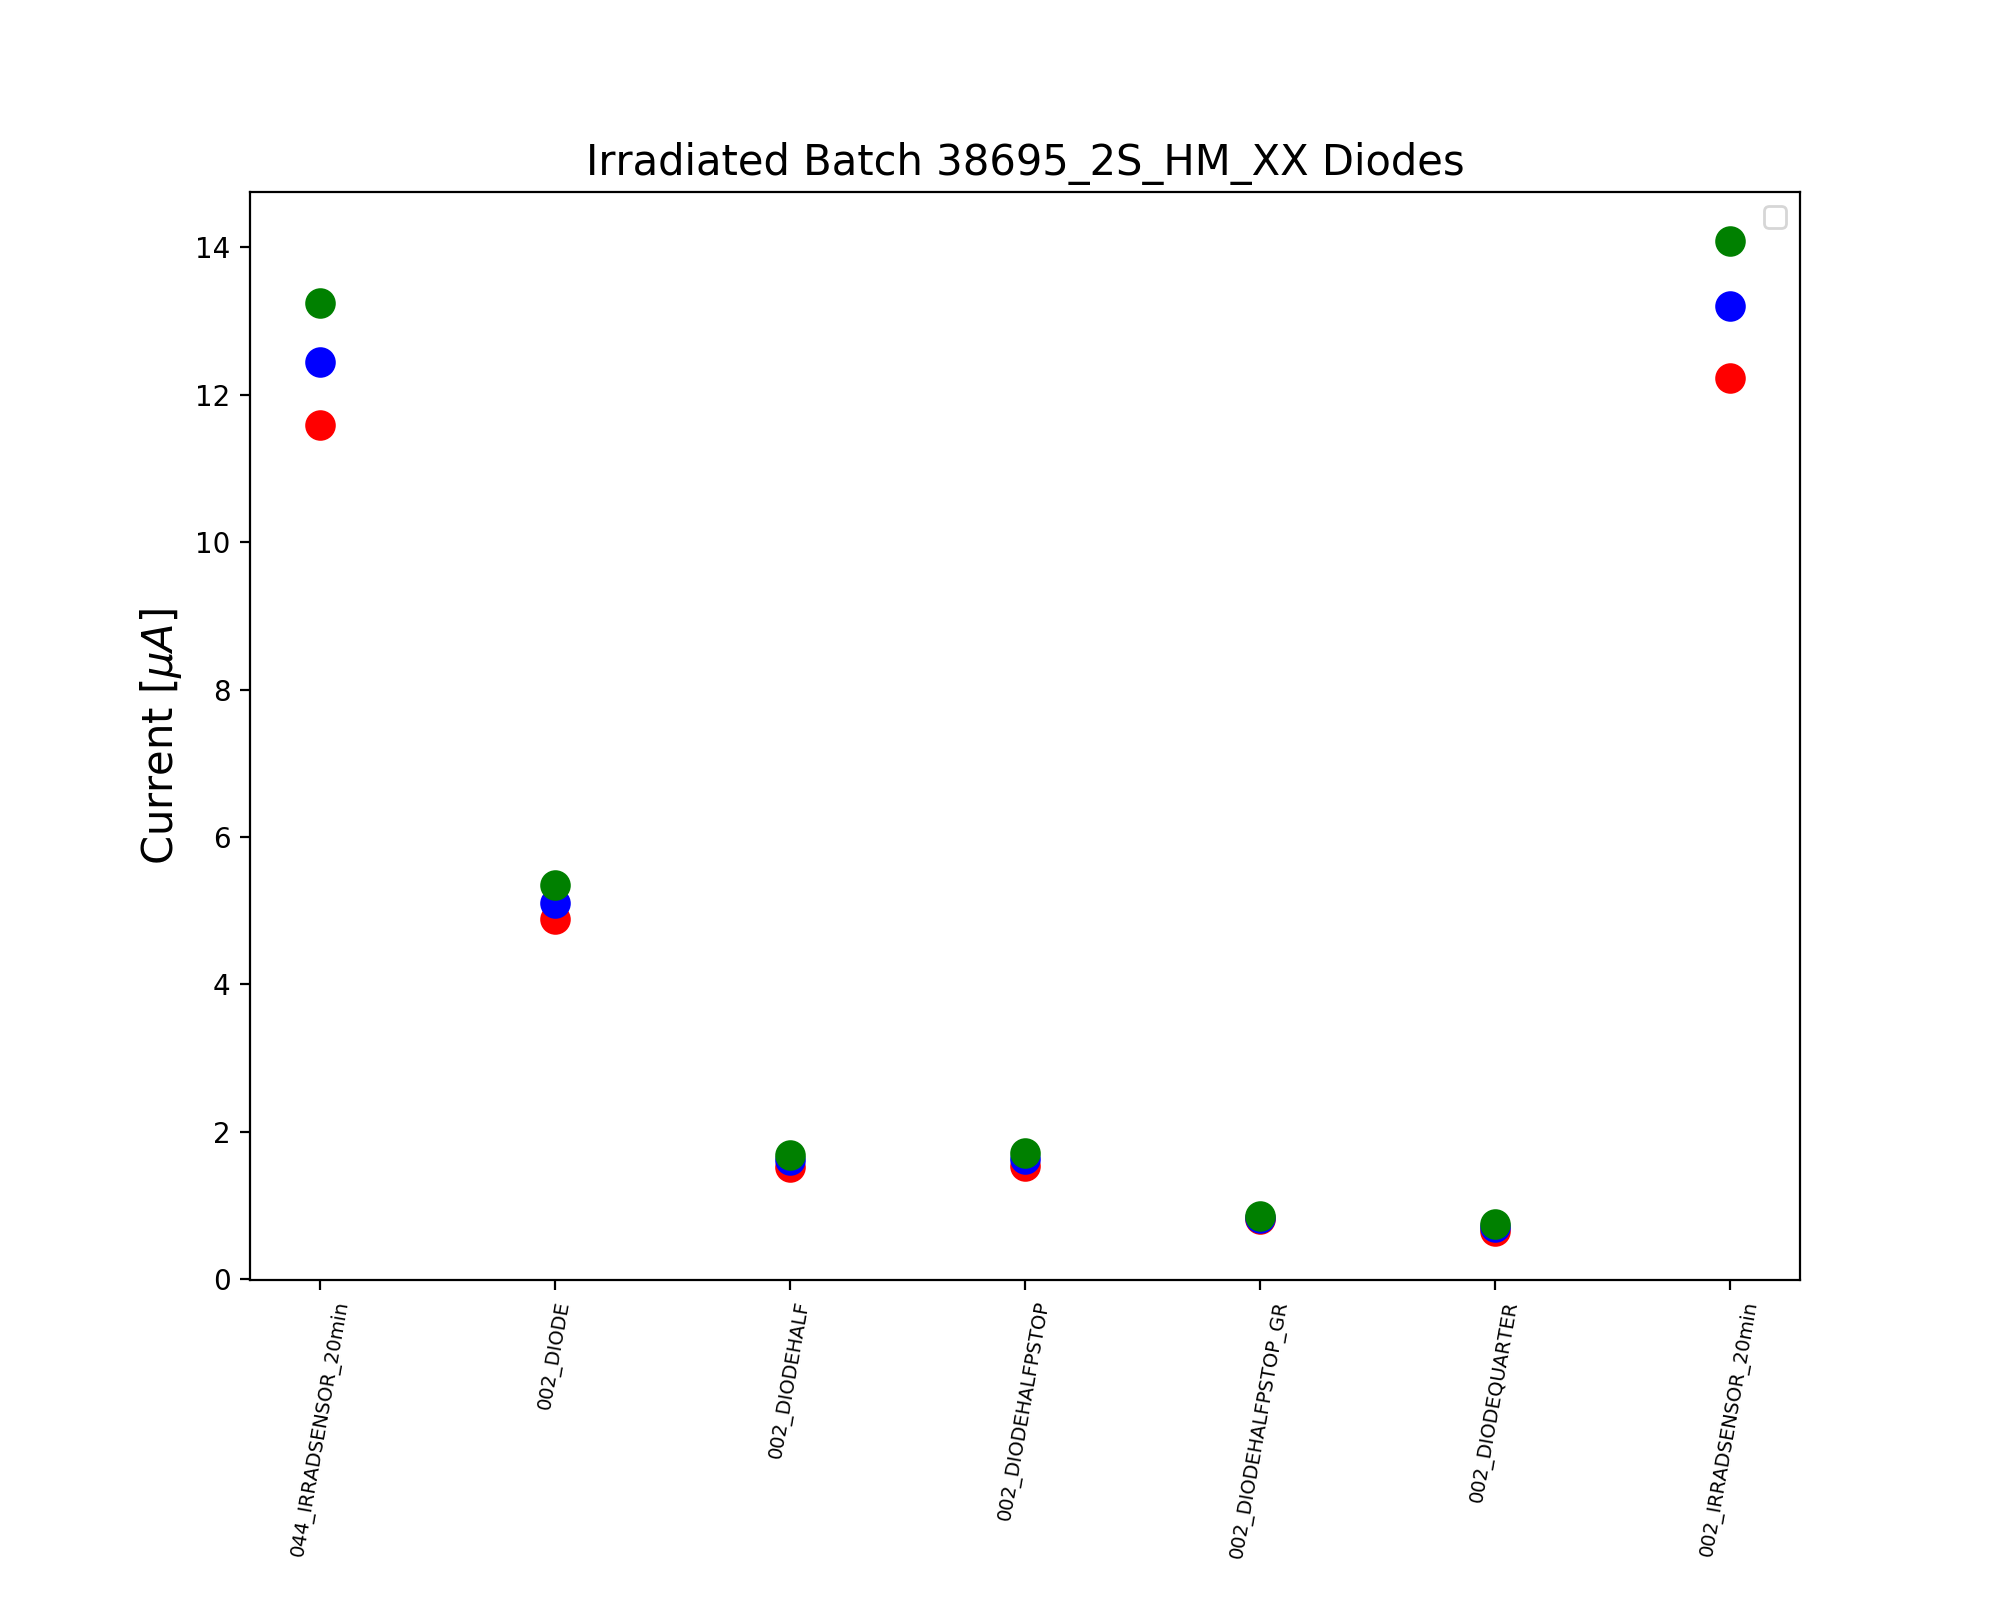 Irradiated Batch 38695_2S_HM_XX Diodes
Current [μA]
14
12
10
8
6
4
2
0
044_IRRADSENSOR_20min
002_DIODE
002_DIODEHALF
002_DIODEHALFPSTOP
002_DIODEHALFPSTOP_GR
002_DIODEQUARTER
002_IRRADSENSOR_20min